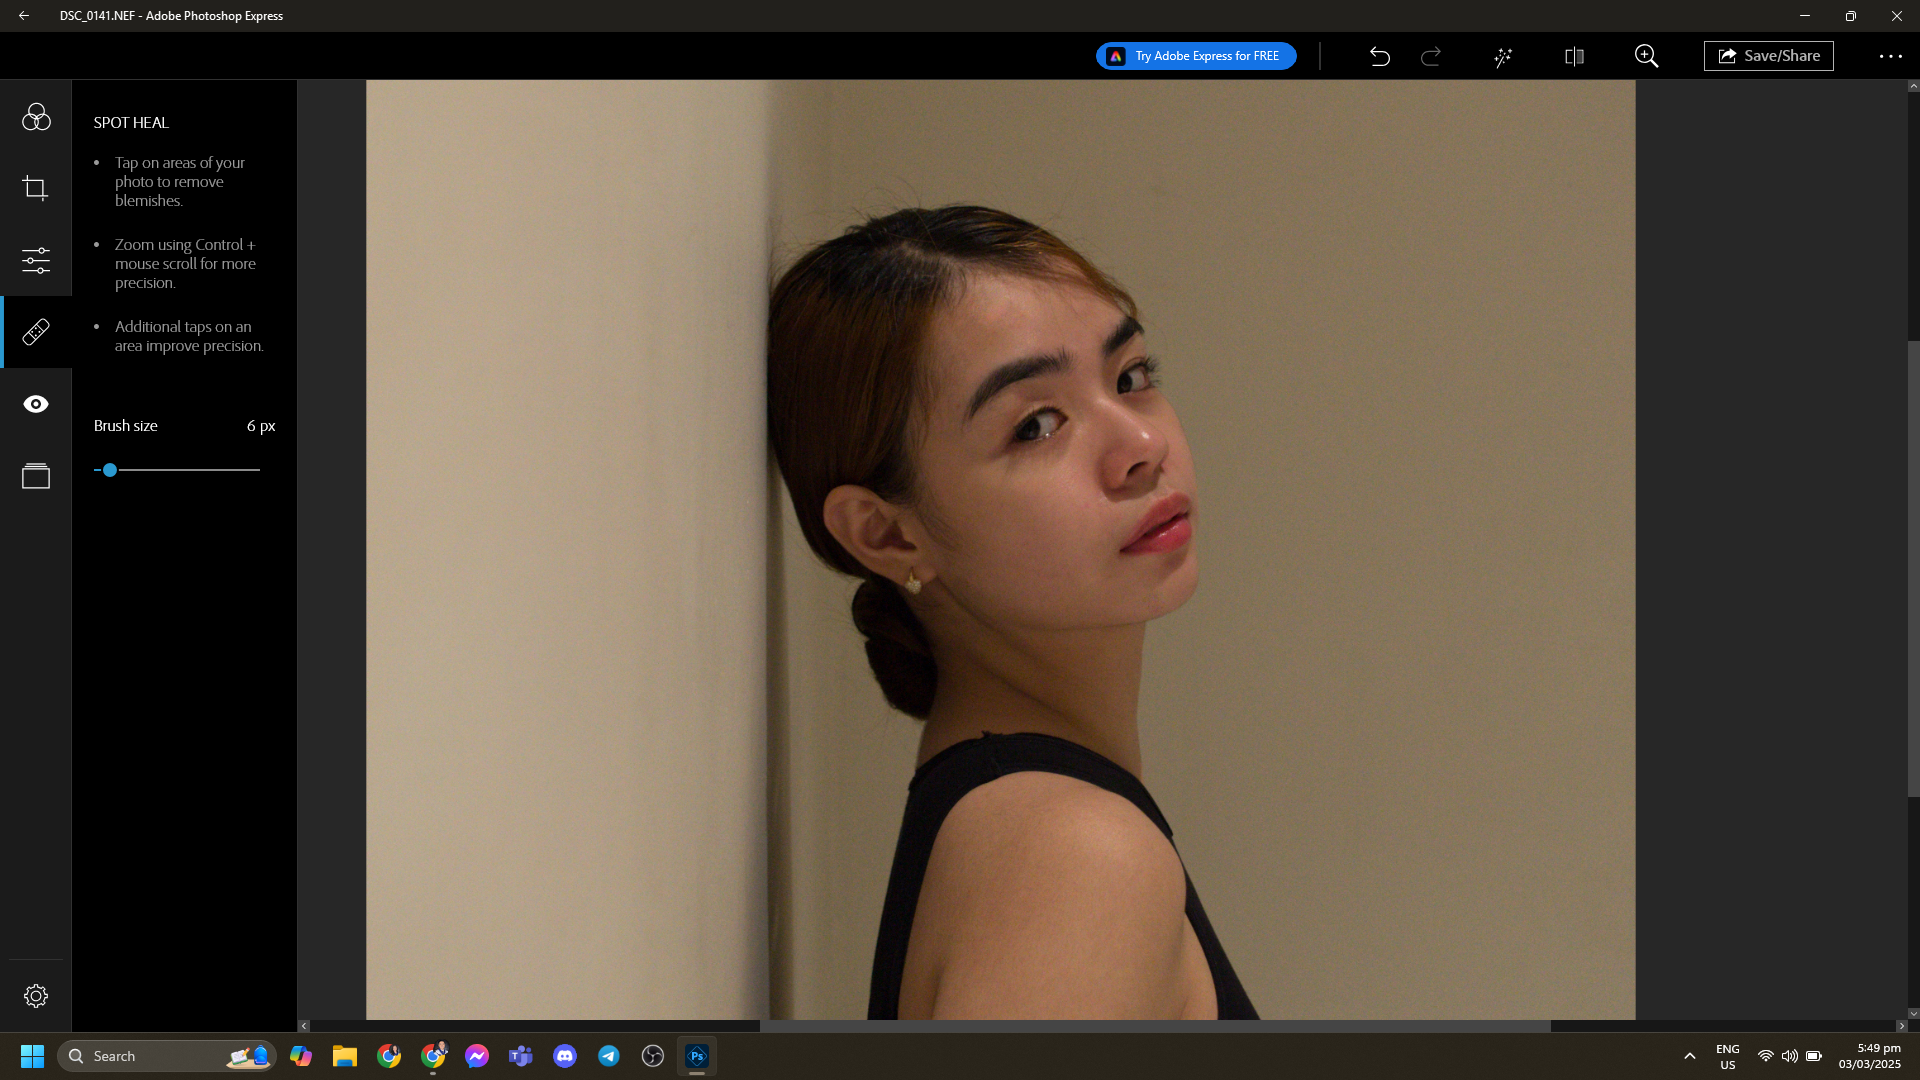 DSC_0141.NEF - Adobe Photoshop Express
Try Adobe Express for FREE
Save/Share
SPOT HEAL
Tap on areas of your
photo to remove
blemishes.
Zoom using Control +
mouse scroll for more
precision.
Additional taps on an
area improve precision.
Brush size 6 px
Search
Ps
ENG
US
5:49 pm
03/03/2025